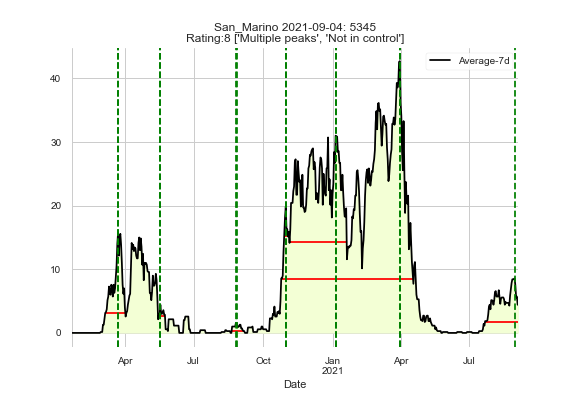 San_Marino 2021-09-04: 5345
Rating:8 ['Multiple peaks', 'Not in control']
Average-7d
40
30
20
10
0
Apr
Jul
Oct
Jan
2021
Apr
Jul
Date